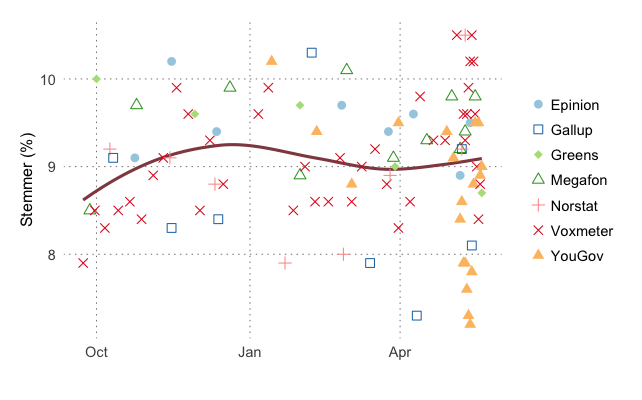 Stemmer (%)
10
9
8
Oct
Jan
Apr
Epinion
Gallup
Greens
Megafon
Norstat
Voxmeter
YouGov